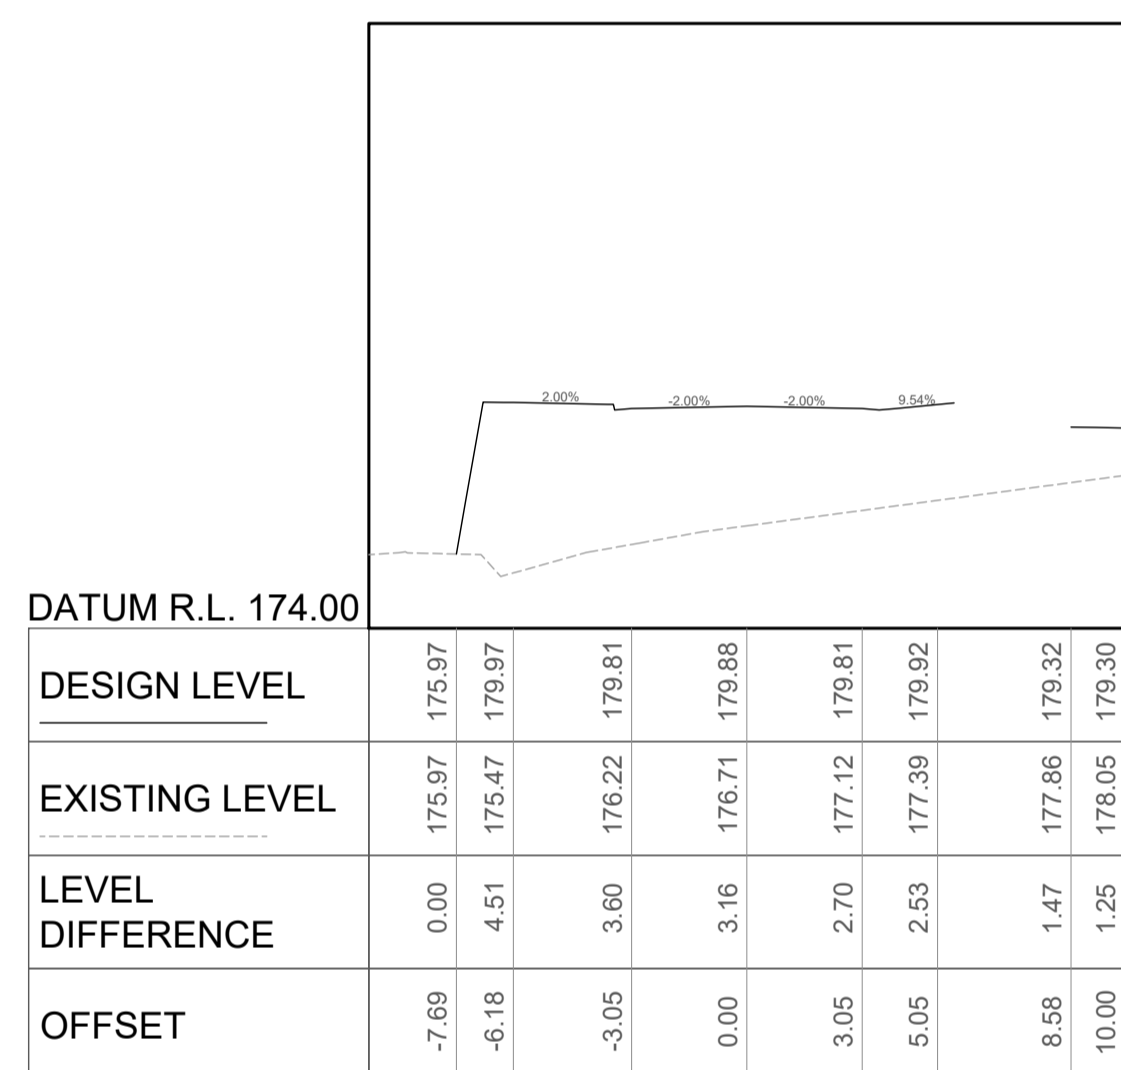 2.00%
-2.00%
-2.00%
9.54%
DATUM R.L. 174.00
DESIGN LEVEL 175.97 179.97 179.81 179.88 179.81 179.92 179.32 179.30
EXISTING LEVEL 175.97 175.47 176.22 176.71 177.12 177.39 177.86 178.05
LEVEL
DIFFERENCE 0.00 4.51 3.60 3.16 2.70 2.53 1.47 1.25
OFFSET -7.69 -6.18 -3.05 0.00 3.05 5.05 8.58 10.00